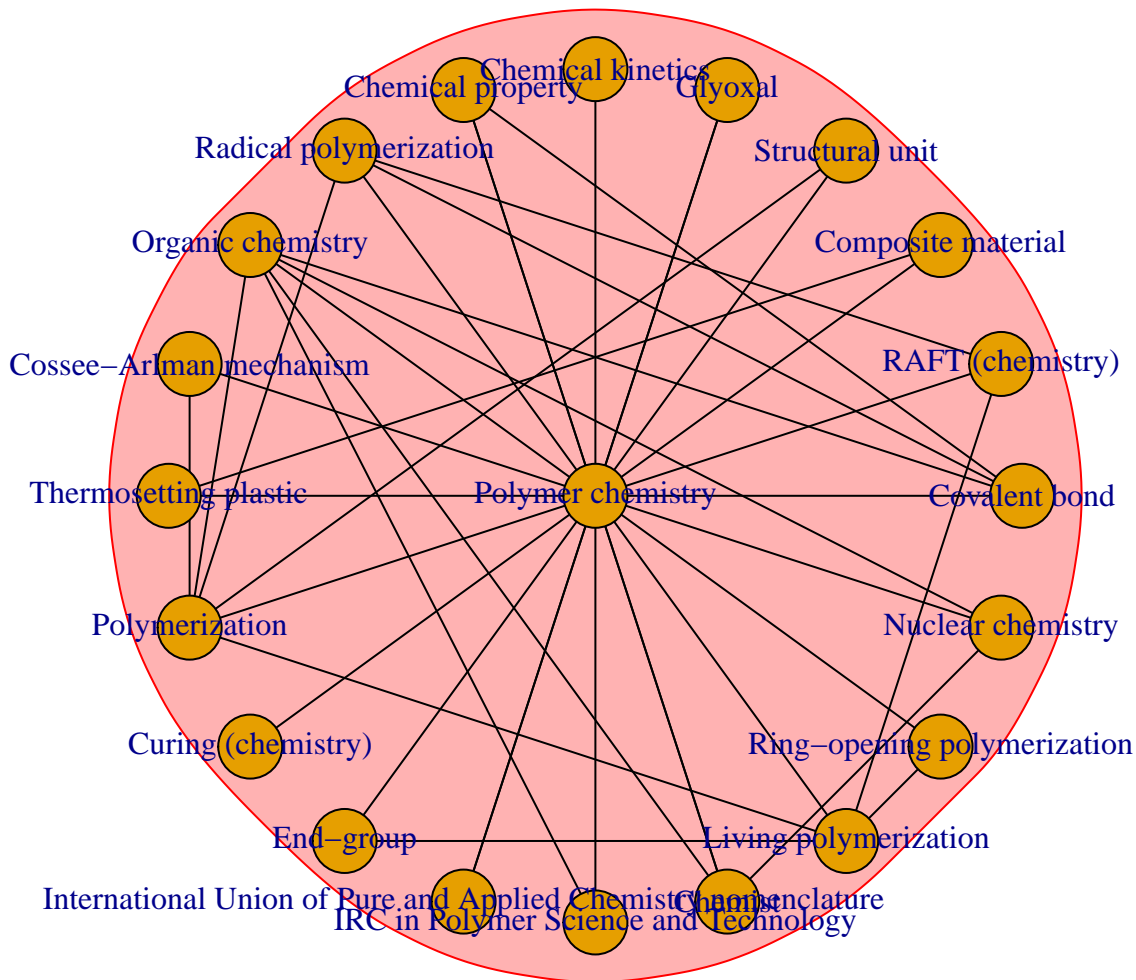 Chemical kinetics
Chemical property
Glyoxal
Radical polymerization
Structural unit
Organic chemistry
Composite material
Cossee−Arlman mechanism
RAFT (chemistry)
Thermosetting plastic
Polymer chemistry
Covalent bond
Polymerization
Nuclear chemistry
Curing (chemistry)
Ring−opening polymerization
End−group
Living polymerization
International Union of Pure and Applied Chemistry nomenclature
Chemist
IRC in Polymer Science and Technology